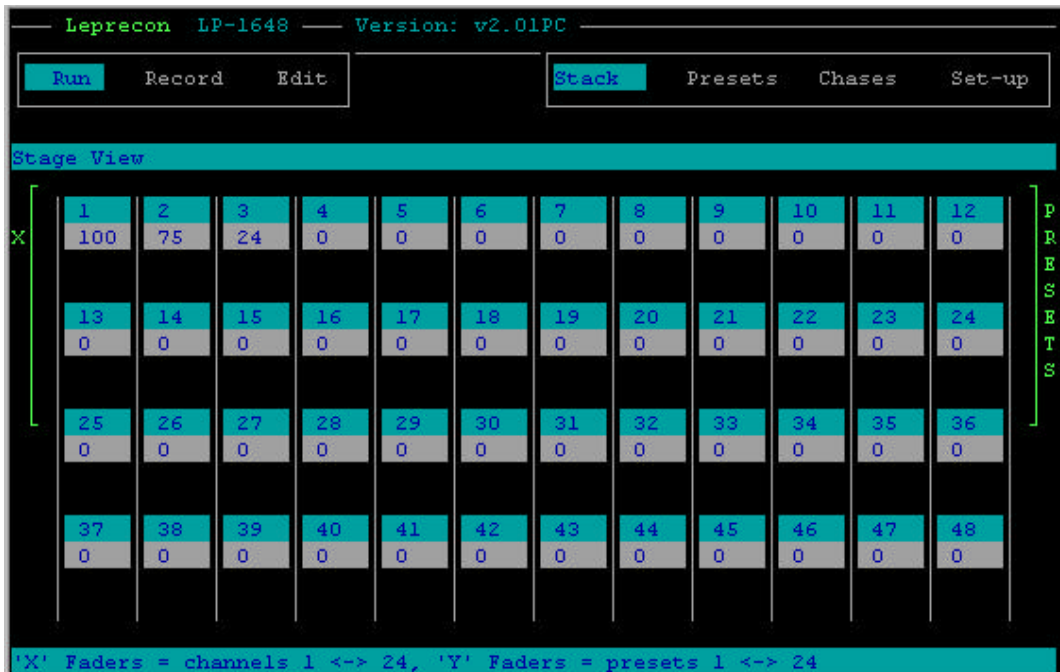 Leprecon LP-1648 Version: v2.01PC
Run Record Edit Stack Presets Chases Set-up
Stage View
1 2 3 4 5 6 7 8 9 10 11 12
X 100 75 24 0 0 0 0 0 0 0 0 0
PRESETS
13 14 15 16 17 18 19 20 21 22 23 24
0 0 0 0 0 0 0 0 0 0 0 0
25 26 27 28 29 30 31 32 33 34 35 36
0 0 0 0 0 0 0 0 0 0 0 0
37 38 39 40 41 42 43 44 45 46 47 48
0 0 0 0 0 0 0 0 0 0 0 0
'X' Faders = channels 1 <-> 24, 'Y' Faders = presets 1 <-> 24